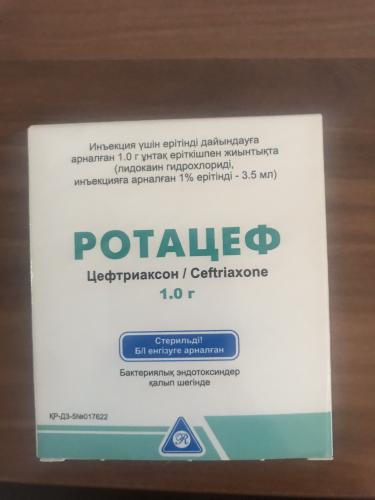 Инъекция үшін ерітінді дайындауға
арналған 1.0 г ұнтақ еріткішпен жиынтықта
(лидокаин гидрохлориді,
инъекцияға арналған 1% ерітінді - 3.5 мл)
РОТАЦЕФ
Цефтриаксон / Ceftriaxone
1.0 г
Стерильді!
Б/І енгізуге арналған
Бактериялық эндотоксиндер
қалып шегінде
ҚР-ДЗ-5№017622
R